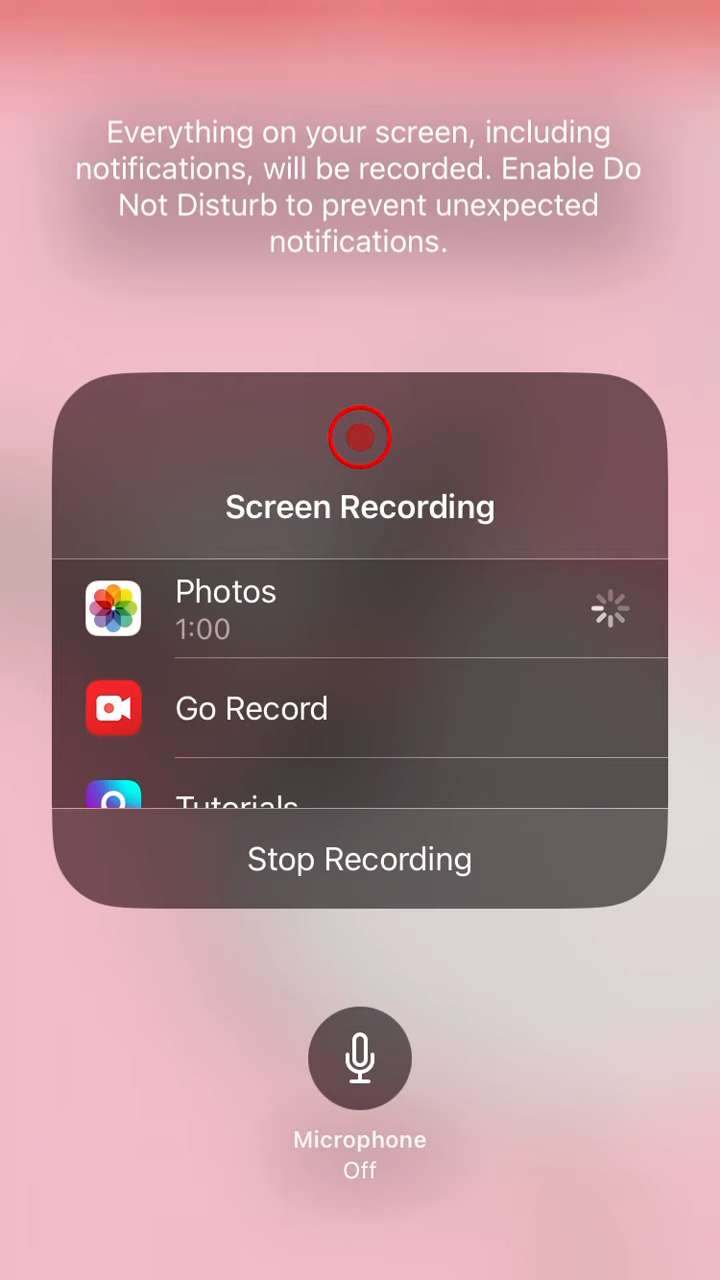 Everything on your screen, including
notifications, will be recorded. Enable Do
Not Disturb to prevent unexpected
notifications.
Screen Recording
Photos
1:00
Go Record
Tutorials
Stop Recording
Microphone
Off